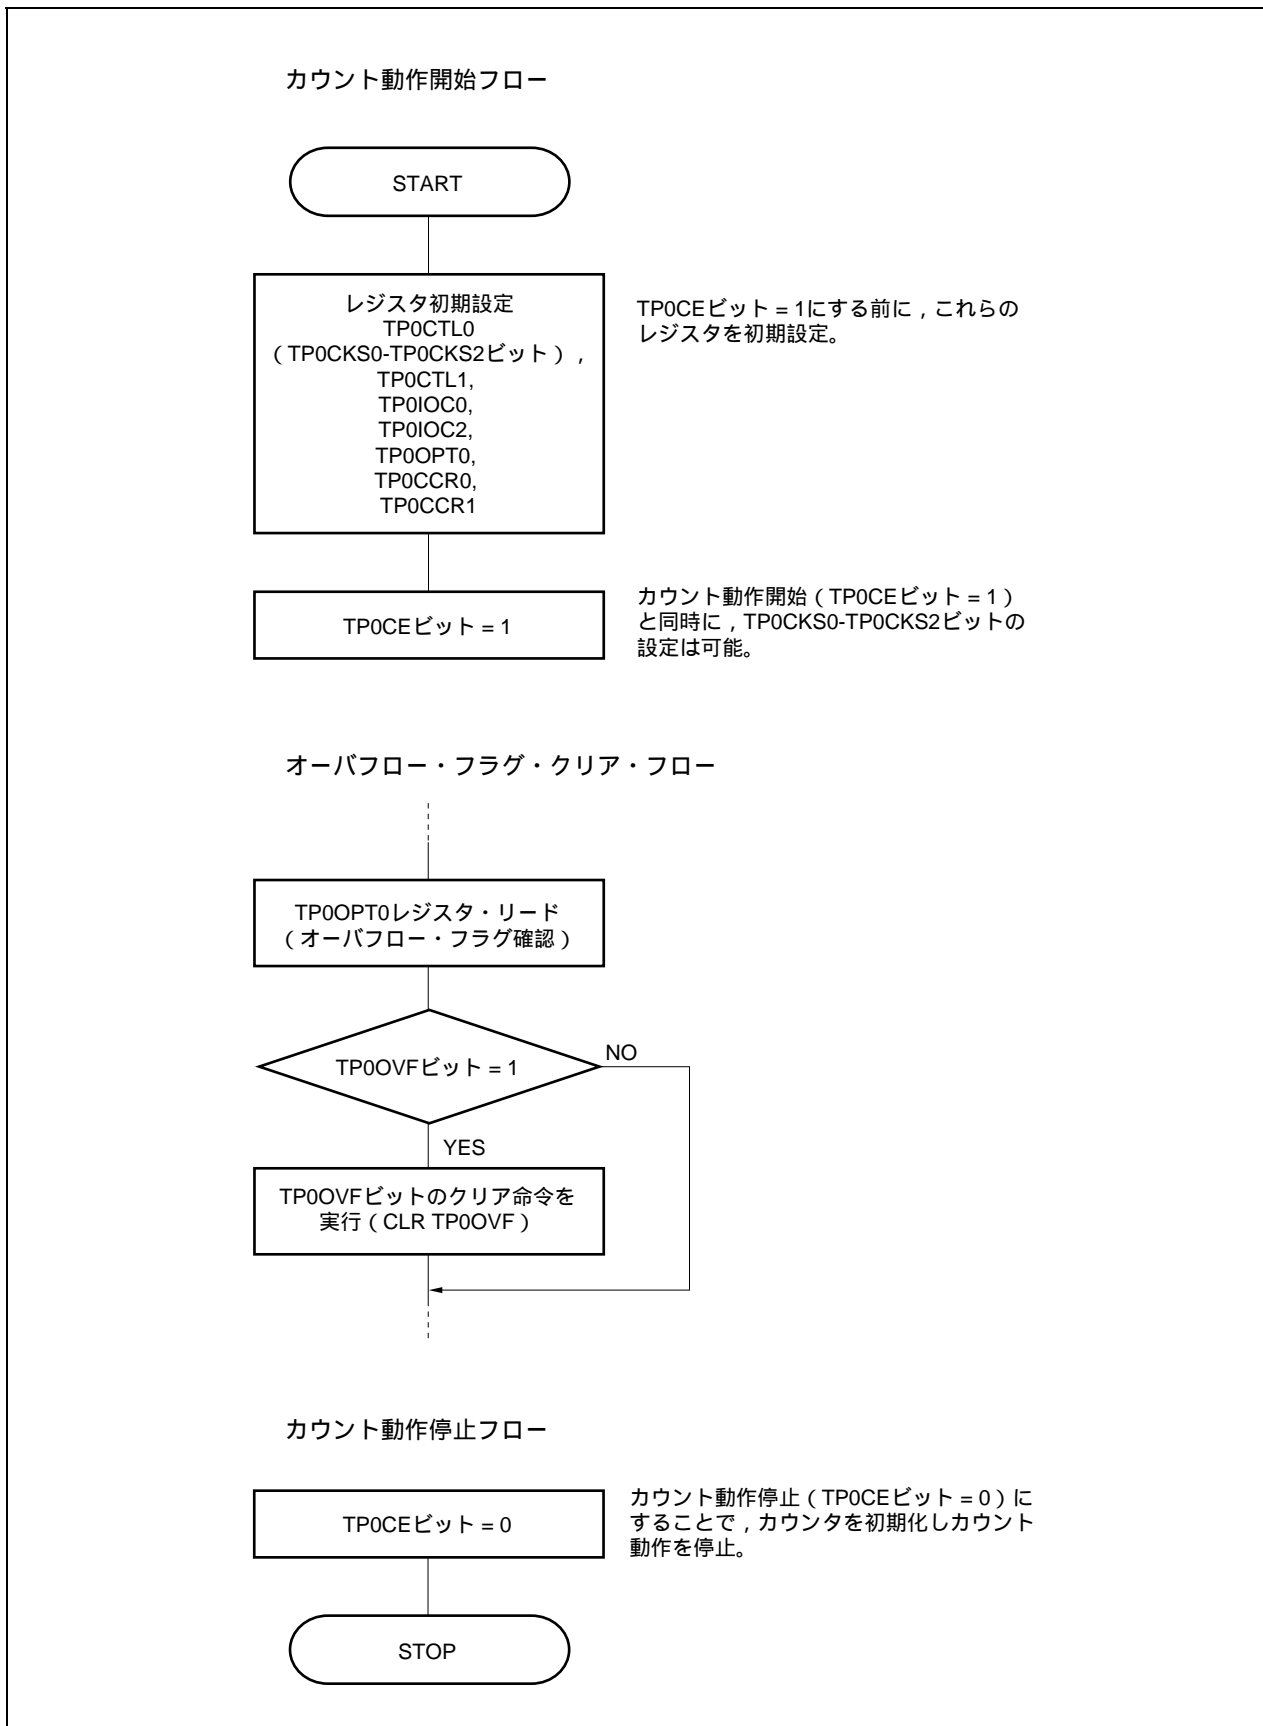 カウント動作開始フロー
START
レジスタ初期設定
TP0CTL0
（TP0CKS0-TP0CKS2ビット），
TP0CTL1,
TP0IOC0,
TP0IOC2,
TP0OPT0,
TP0CCR0,
TP0CCR1
TP0CEビット = 1にする前に，これらの
レジスタを初期設定。
TP0CEビット = 1
カウント動作開始（TP0CEビット = 1）
と同時に，TP0CKS0-TP0CKS2ビットの
設定は可能。
オーバフロー・フラグ・クリア・フロー
TP0OPT0レジスタ・リード
（オーバフロー・フラグ確認）
TP0OVFビット = 1
NO
YES
TP0OVFビットのクリア命令を
実行（CLR TP0OVF）
カウント動作停止フロー
TP0CEビット = 0
カウント動作停止（TP0CEビット = 0）に
することで，カウンタを初期化しカウント
動作を停止。
STOP